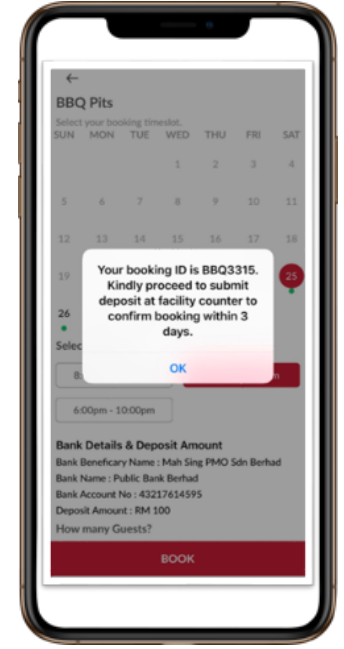 ←
BBQ Pits
Select your booking timeslot.
SUN MON TUE WED THU FRI SAT
1 2 3 4
5 6 7 8 9 10 11
12 13 14 15 16 17 18
19 25
26
Your booking ID is BBQ3315.
Kindly proceed to submit
deposit at facility counter to
confirm booking within 3
days.
OK
Selec
8:
6:00pm - 10:00pm
Bank Details & Deposit Amount
Bank Beneficary Name : Mah Sing PMO Sdn Berhad
Bank Name : Public Bank Berhad
Bank Account No : 43217614595
Deposit Amount : RM 100
How many Guests?
BOOK